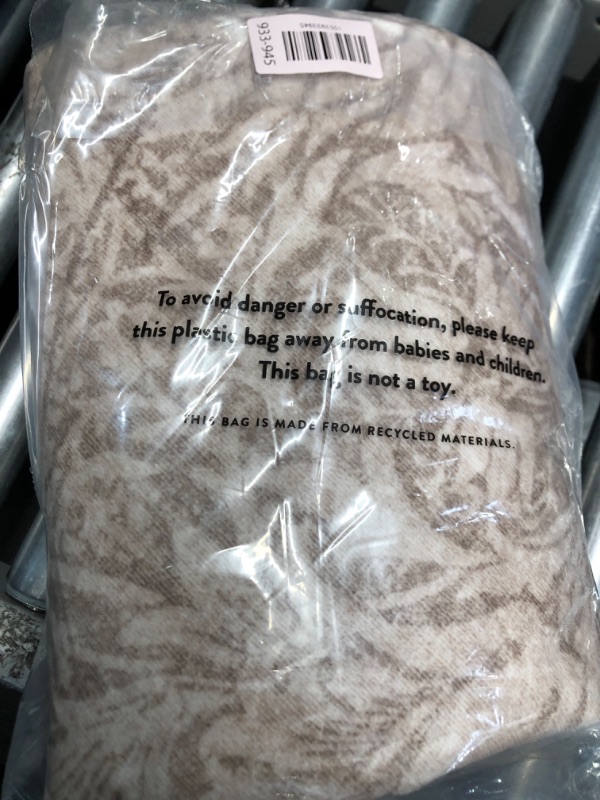 933-945
To avoid danger or suffocation, please keep
this plastic bag away from babies and children.
This bag is not a toy.
THIS BAG IS MADE FROM RECYCLED MATERIALS.